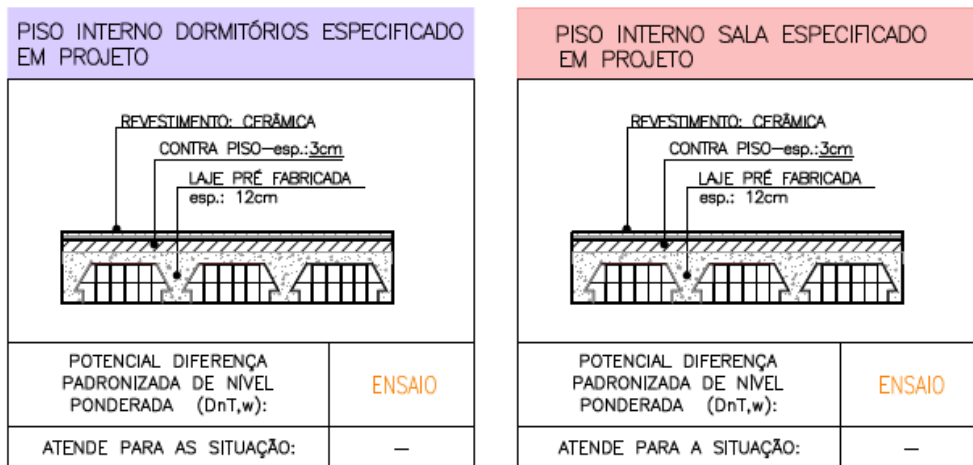 PISO INTERNO DORMITÓRIOS ESPECIFICADO
EM PROJETO
REVESTIMENTO: CERÂMICA
CONTRA PISO-esp.:3cm
LAJE PRÉ FABRICADA
esp.: 12cm
POTENCIAL DIFERENÇA
PADRONIZADA DE NÍVEL
PONDERADA (DnT,w):
ENSAIO
ATENDE PARA AS SITUAÇÃO:
–
PISO INTERNO SALA ESPECIFICADO
EM PROJETO
REVESTIMENTO: CERÂMICA
CONTRA PISO-esp.:3cm
LAJE PRÉ FABRICADA
esp.: 12cm
POTENCIAL DIFERENÇA
PADRONIZADA DE NÍVEL
PONDERADA (DnT,w):
ENSAIO
ATENDE PARA A SITUAÇÃO:
–